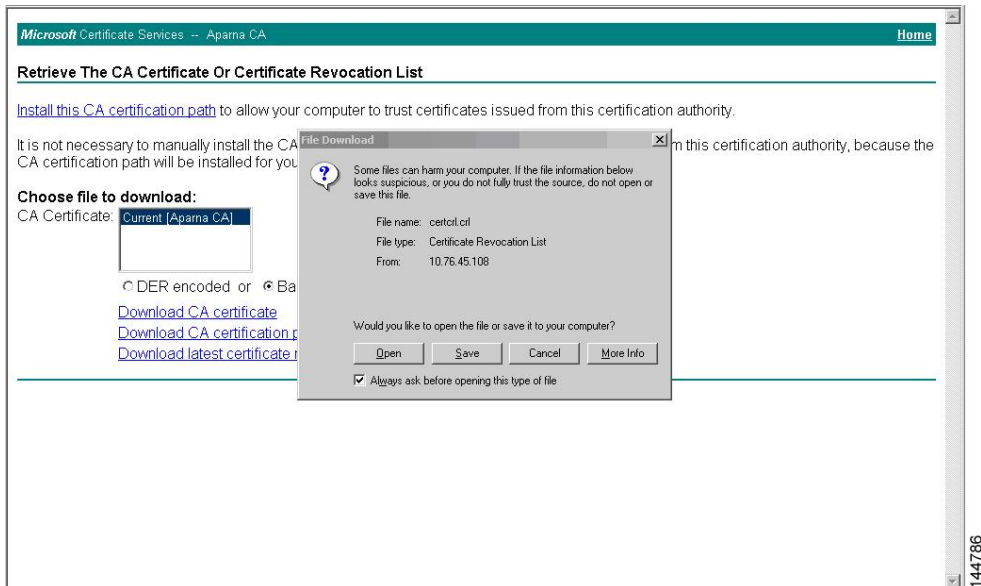 Microsoft Certificate Services -- Aparna CA Home
Retrieve The CA Certificate Or Certificate Revocation List
Install this CA certification path to allow your computer to trust certificates issued from this certification authority.
It is not necessary to manually install the CA
m this certification authority, because the
CA certification path will be installed for you
Choose file to download:
CA Certificate: Current [Aparna CA]
DER encoded or Ba
Download CA certificate
Download CA certification p
Download latest certificate r
File Download
Some files can harm your computer. If the file information below
looks suspicious, or you do not fully trust the source, do not open or
save this file.
File name: certcrl.crl
File type: Certificate Revocation List
From: 10.76.45.108
Would you like to open the file or save it to your computer?
Open Save Cancel More Info
Always ask before opening this type of file
144786